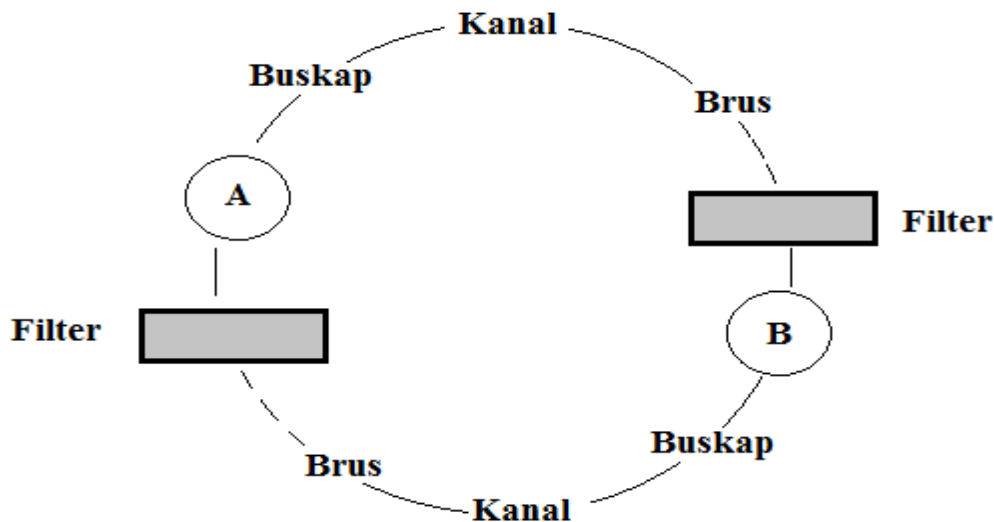 Kanal
Buskap
Brus
A
Filter
Filter
B
Buskap
Brus
Kanal